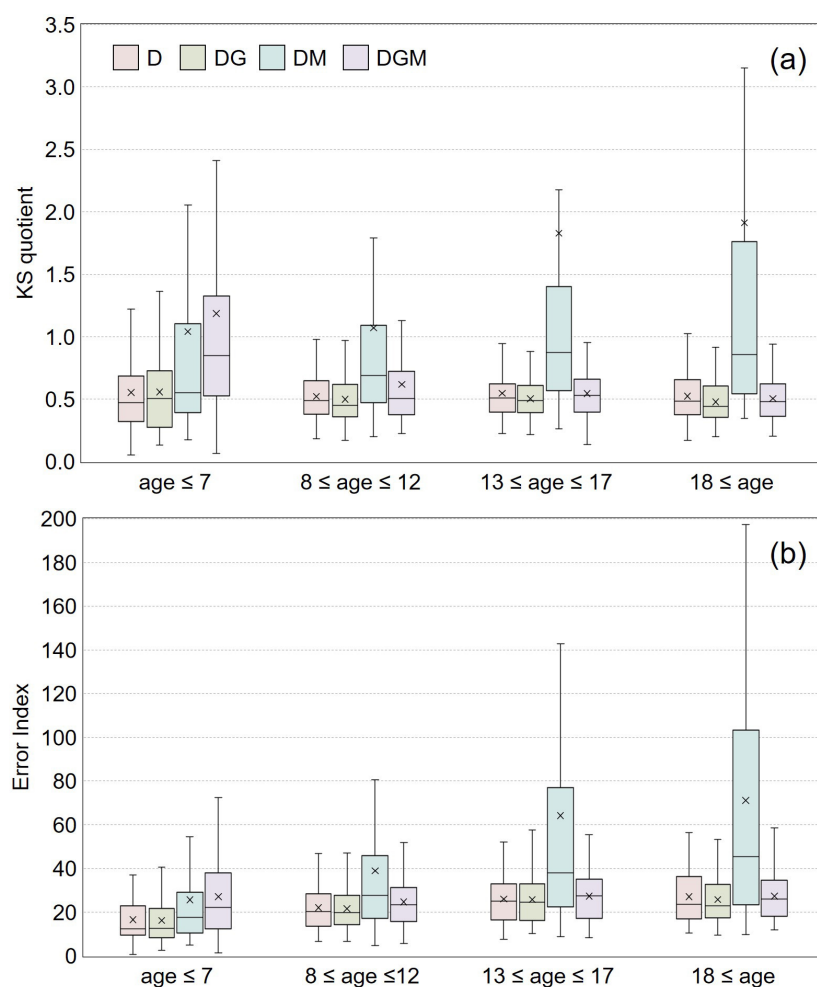 3.5
(a)
D DG DM DGM
3.0
2.5
2.0
1.5
1.0
0.5
0.0
KS quotient
age ≤ 7 8 ≤ age ≤ 12 13 ≤ age ≤ 17 18 ≤ age
200
(b)
180
160
140
120
100
80
60
40
20
0
Error Index
age ≤ 7 8 ≤ age ≤12 13 ≤ age ≤ 17 18 ≤ age